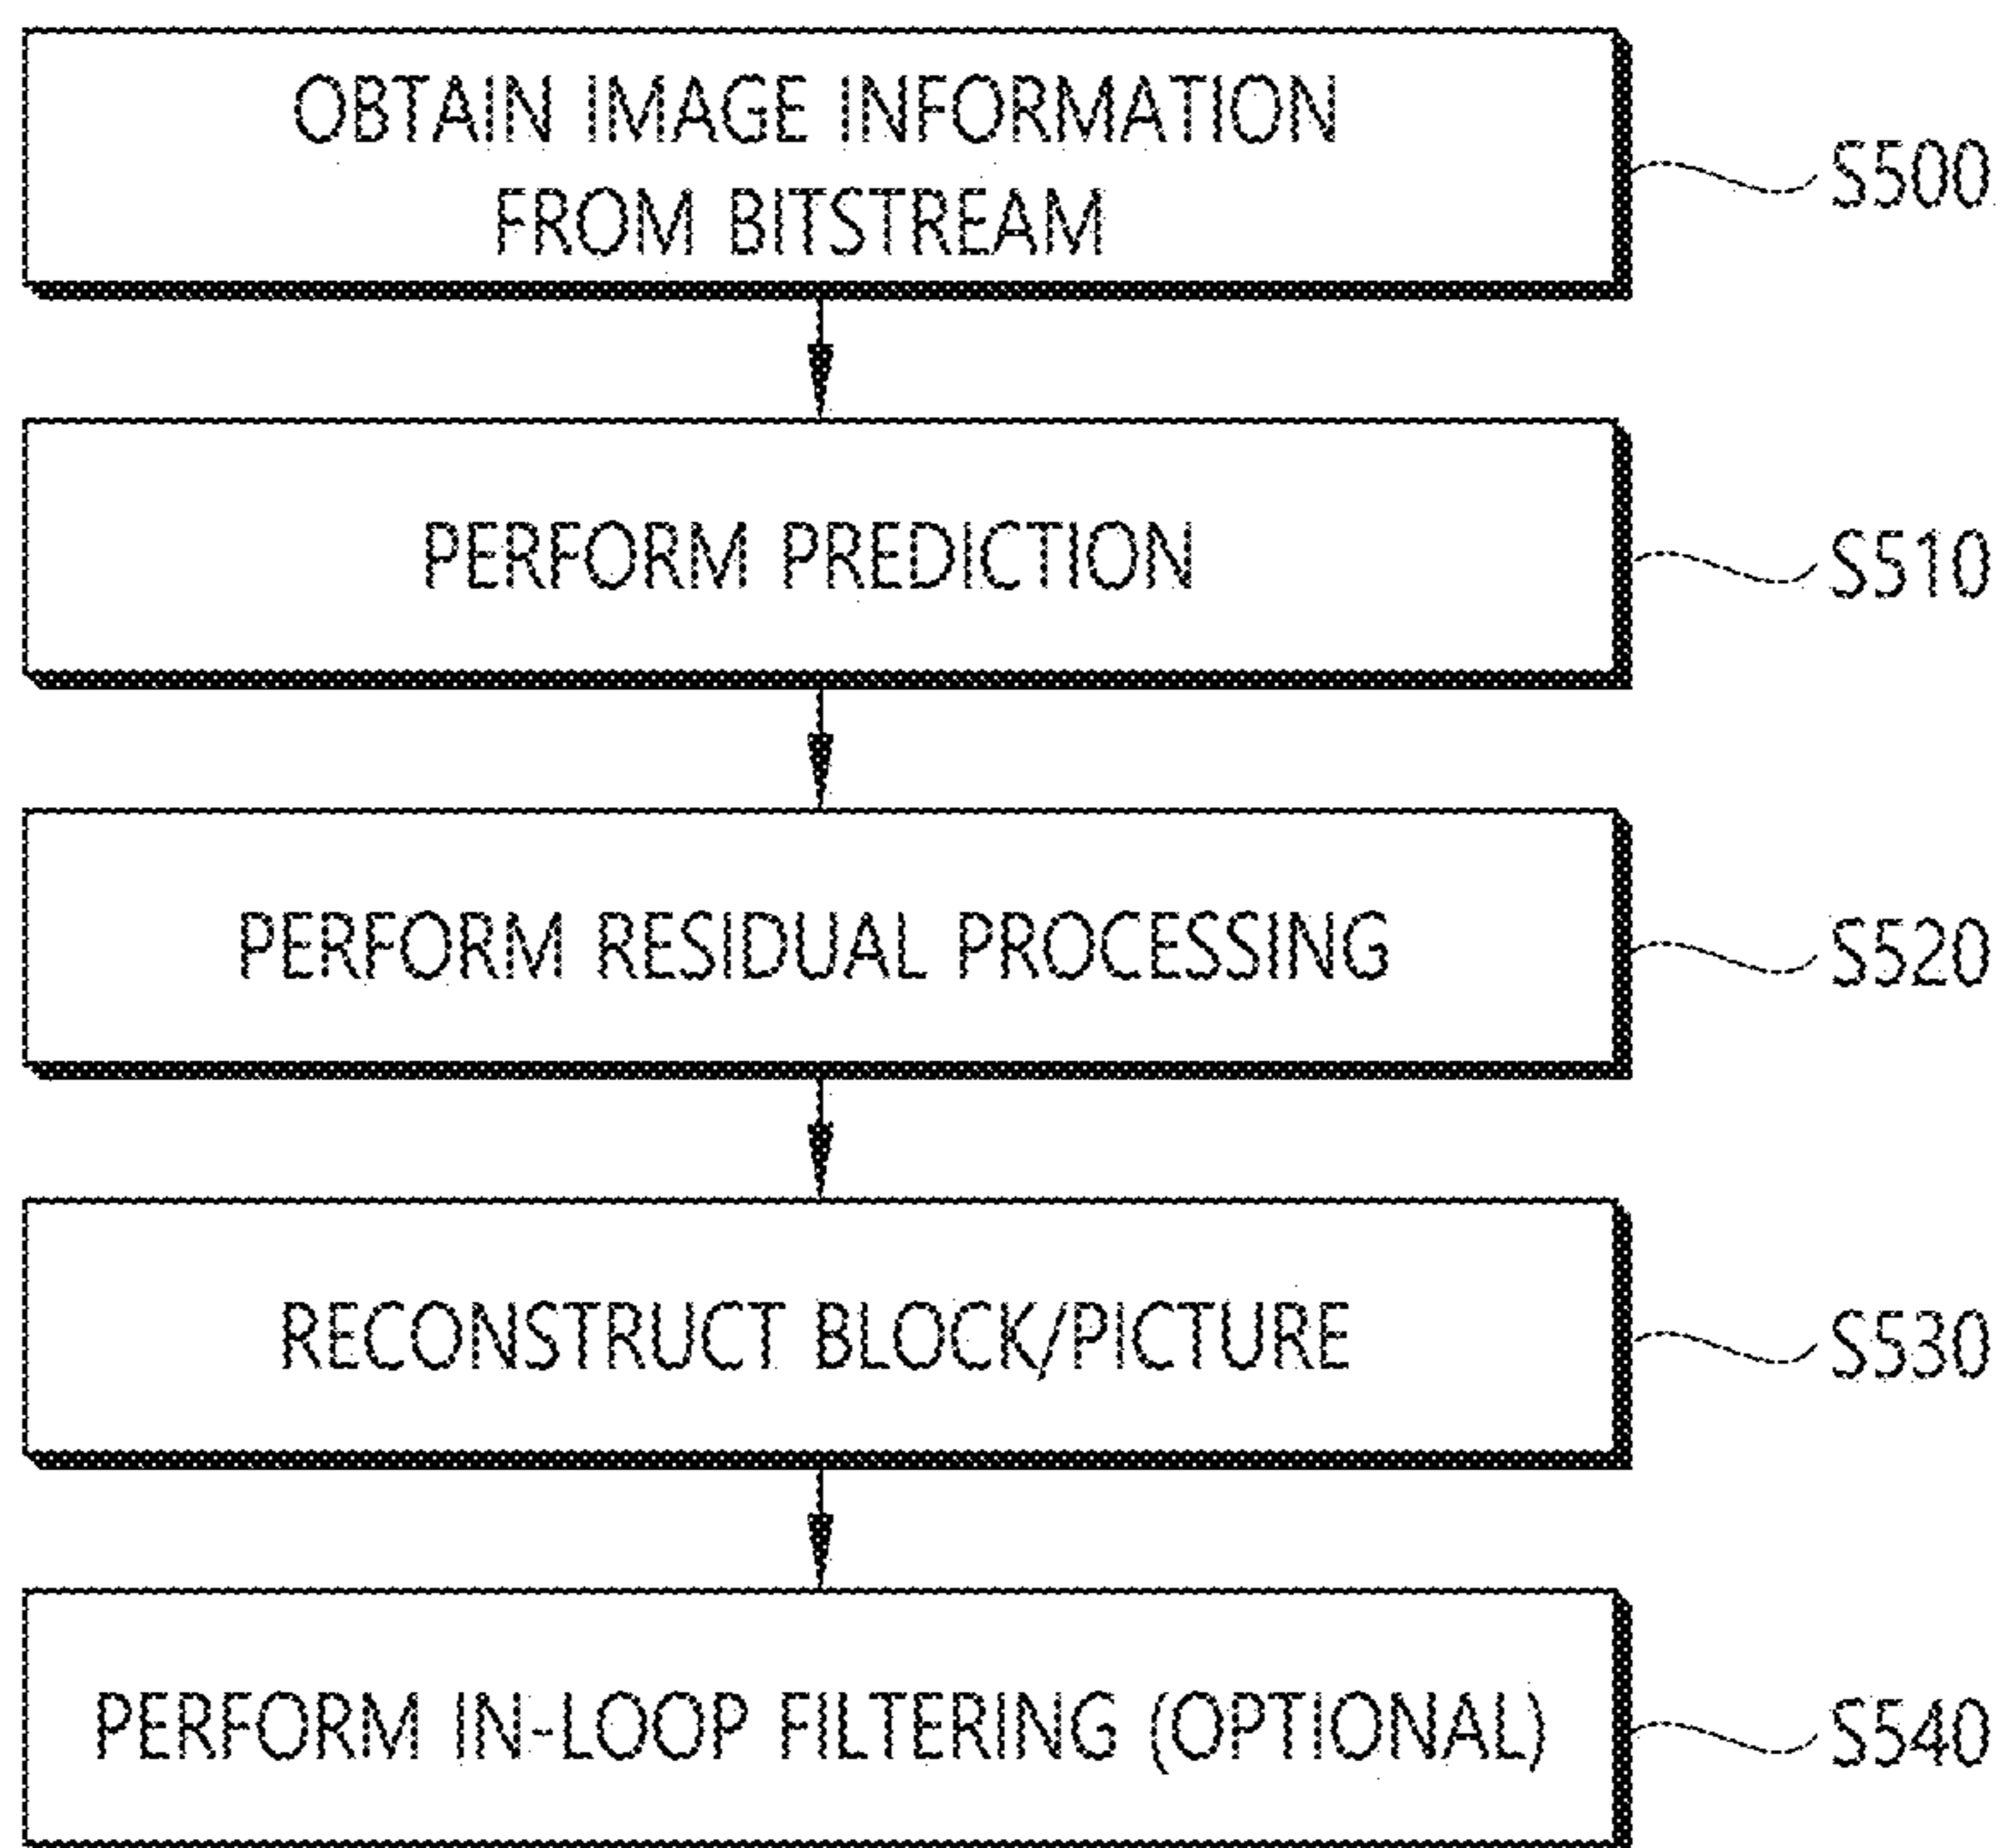 OBTAIN IMAGE INFORMATION
FROM BITSTREAM
S500
PERFORM PREDICTION
S510
PERFORM RESIDUAL PROCESSING
S520
RECONSTRUCT BLOCK/PICTURE
S530
PERFORM IN-LOOP FILTERING (OPTIONAL)
S540